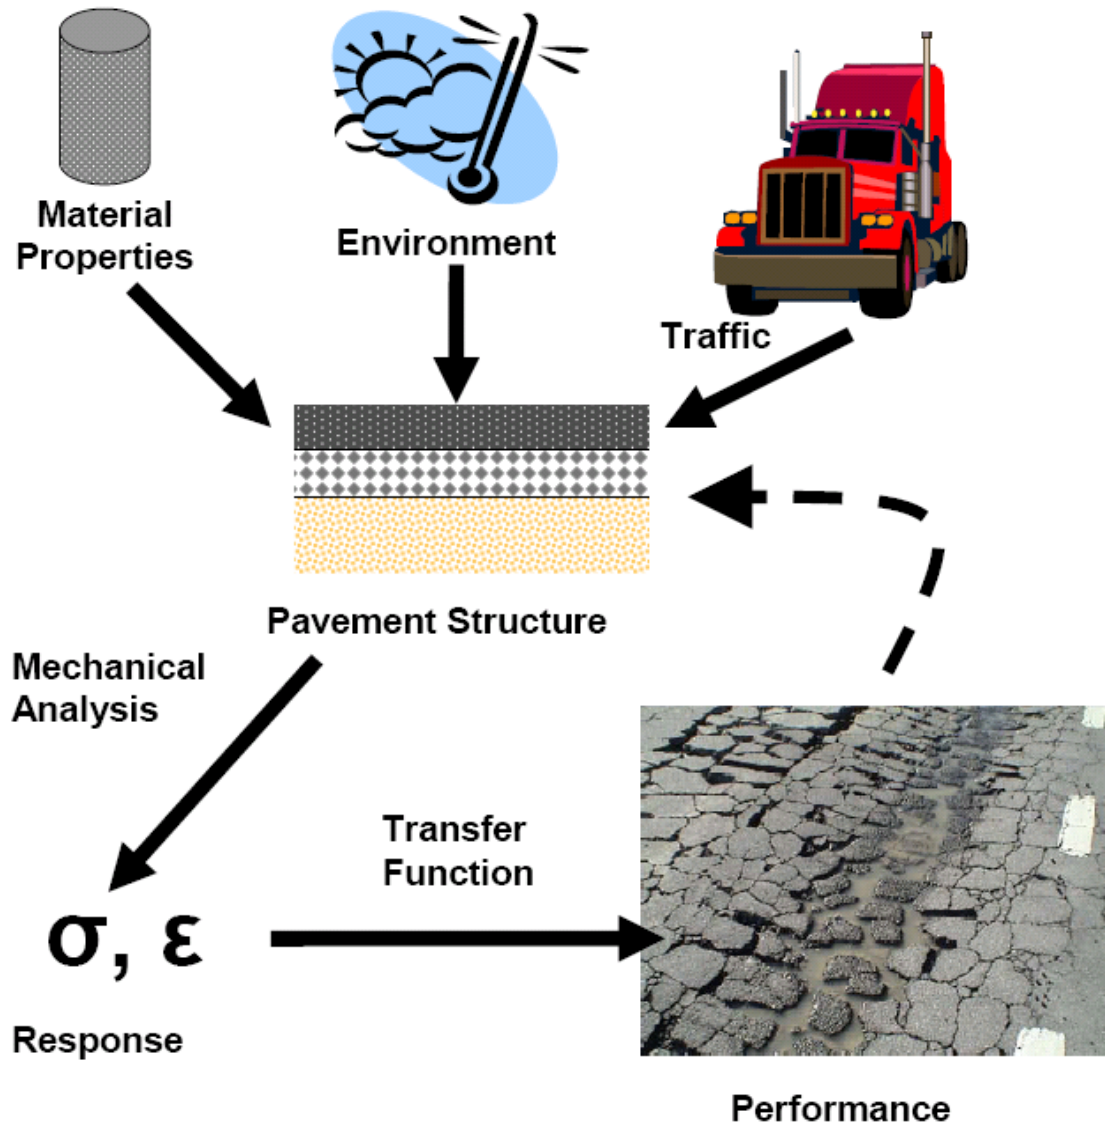 Material
Properties
Environment
Traffic
Pavement Structure
Mechanical
Analysis
Transfer
Function
σ, ε
Response
Performance